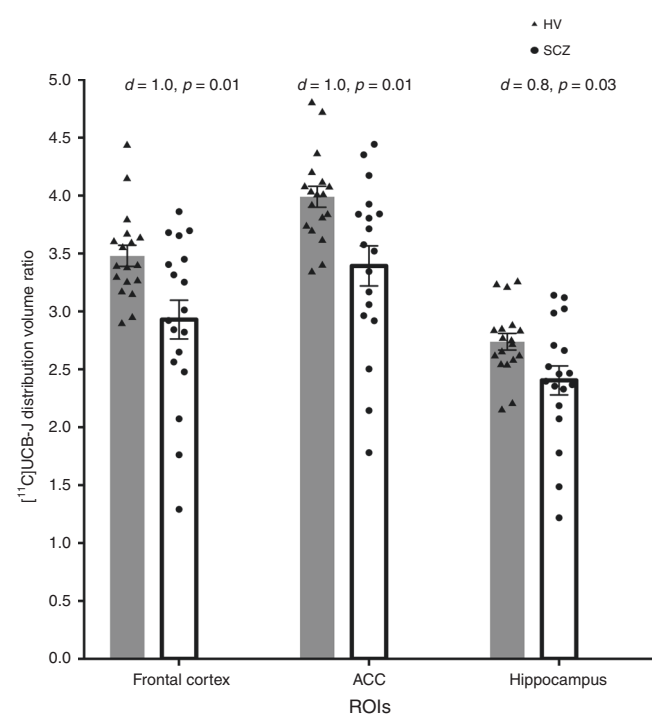 HV
SCZ
d = 1.0, p = 0.01
d = 1.0, p = 0.01
d = 0.8, p = 0.03
5.0
4.5
4.0
3.5
3.0
2.5
2.0
1.5
1.0
0.5
0.0
[¹¹C]UCB-J distribution volume ratio
Frontal cortex
ACC
Hippocampus
ROIs